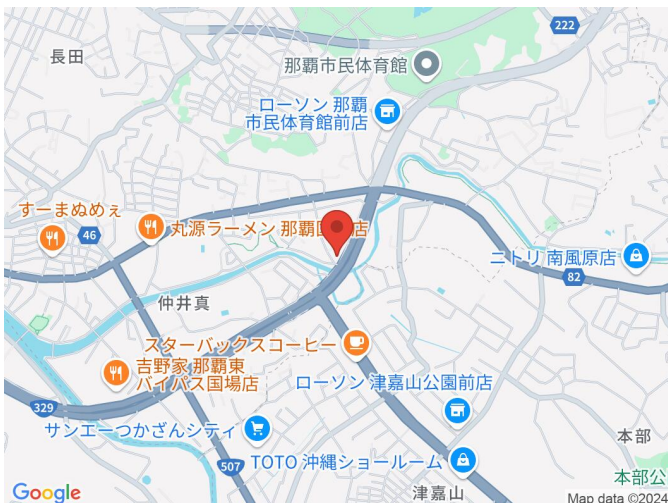 222
長田
那覇市民体育館
ローソン 那覇
市民体育館前店
すーまぬめぇ
46
丸源ラーメン 那覇国
店
ニトリ 南風原店
82
仲井真
スターバックスコーヒー
吉野家 那覇東
バイパス国場店
ローソン 津嘉山公園前店
329
サンエーつかざんシティ
本部
507
TOTO 沖縄ショールーム
本部公
津嘉山
Google
Map data ©2024